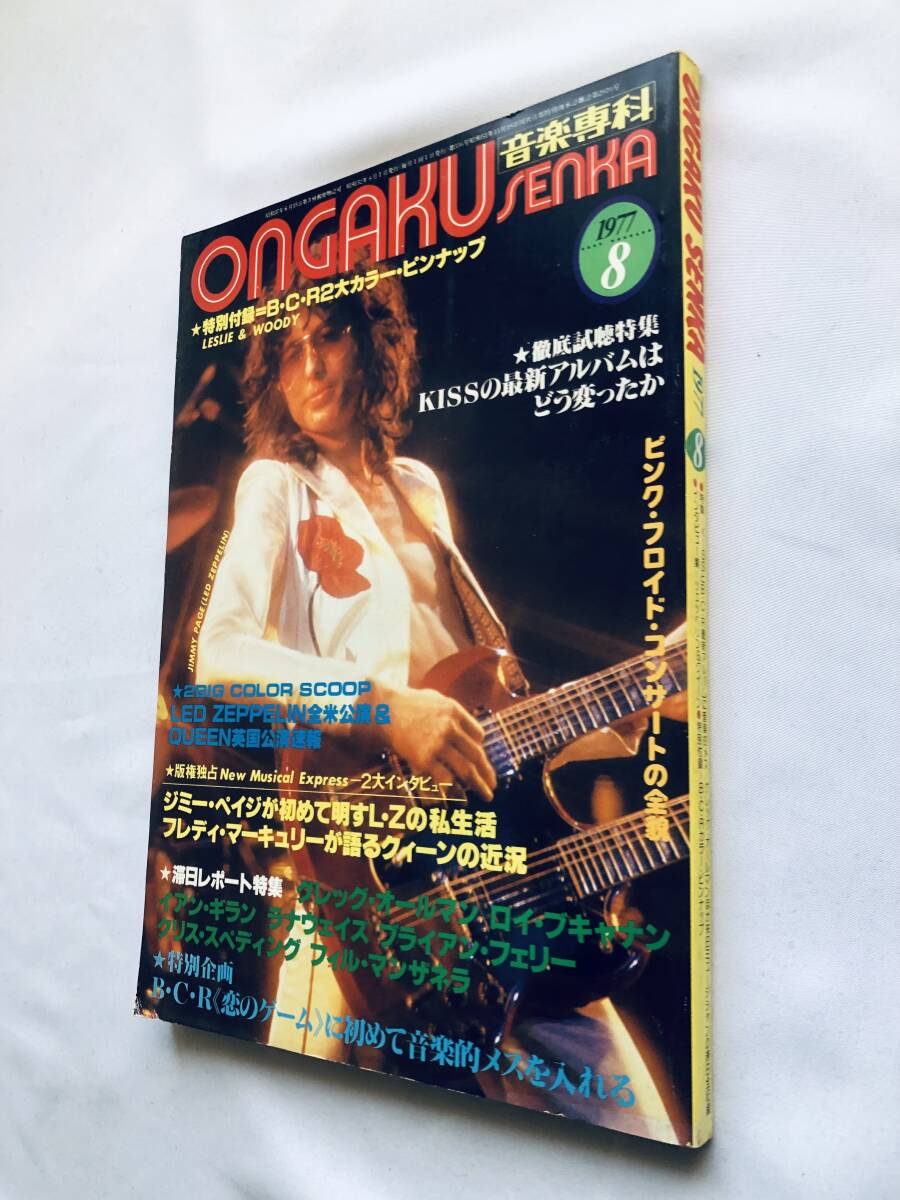 音楽専科
ONGAKU SENKA
1977
8
★特別付録=B・C・R2大カラー・ピンナップ
LESLIE & WOODY
★徹底試聴特集
KISSの最新アルバムは
どう変ったか
ピンク・フロイド・コンサートの全貌
JIMMY PAGE (LED ZEPPELIN)
★2BIG COLOR SCOOP
LED ZEPPELIN全米公演&
QUEEN英国公演速報
★版権独占New Musical Express―2大インタビュー
ジミー・ペイジが初めて明すL・Zの私生活
フレディ・マーキュリーが語るクィーンの近況
★滞日レポート特集 グレッグ・オールマン ロイ・ブキャナン
イアン・ギラン ラナウェイズ ブライアン・フェリー
クリス・スペディング フィル・マンザネラ
★特別企画
B・C・R《恋のゲーム》に初めて音楽的メスを入れる
ONGAKU SENKA 1977 8